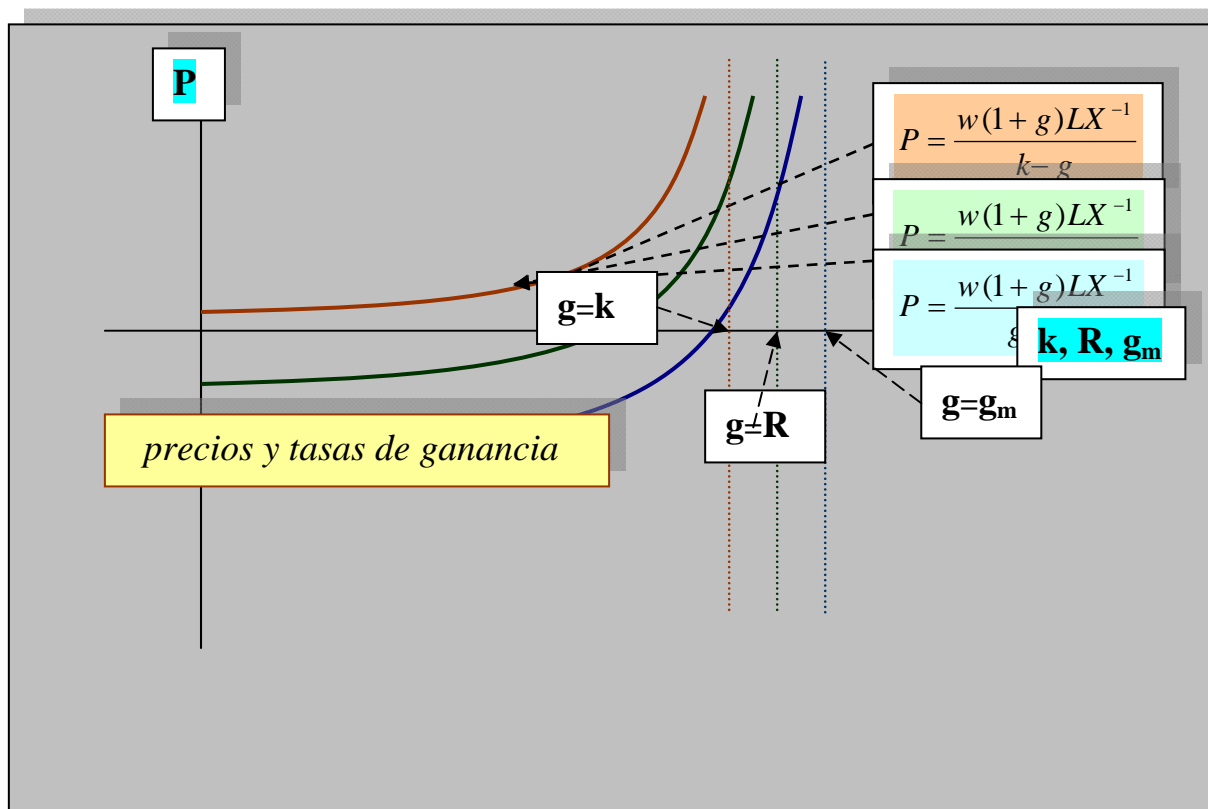 P
P = w(1+g)LX⁻¹ / k−g
P = w(1+g)LX⁻¹
P = w(1+g)LX⁻¹ / g
k, R, gₘ
g=k
g=R
g=gₘ
precios y tasas de ganancia